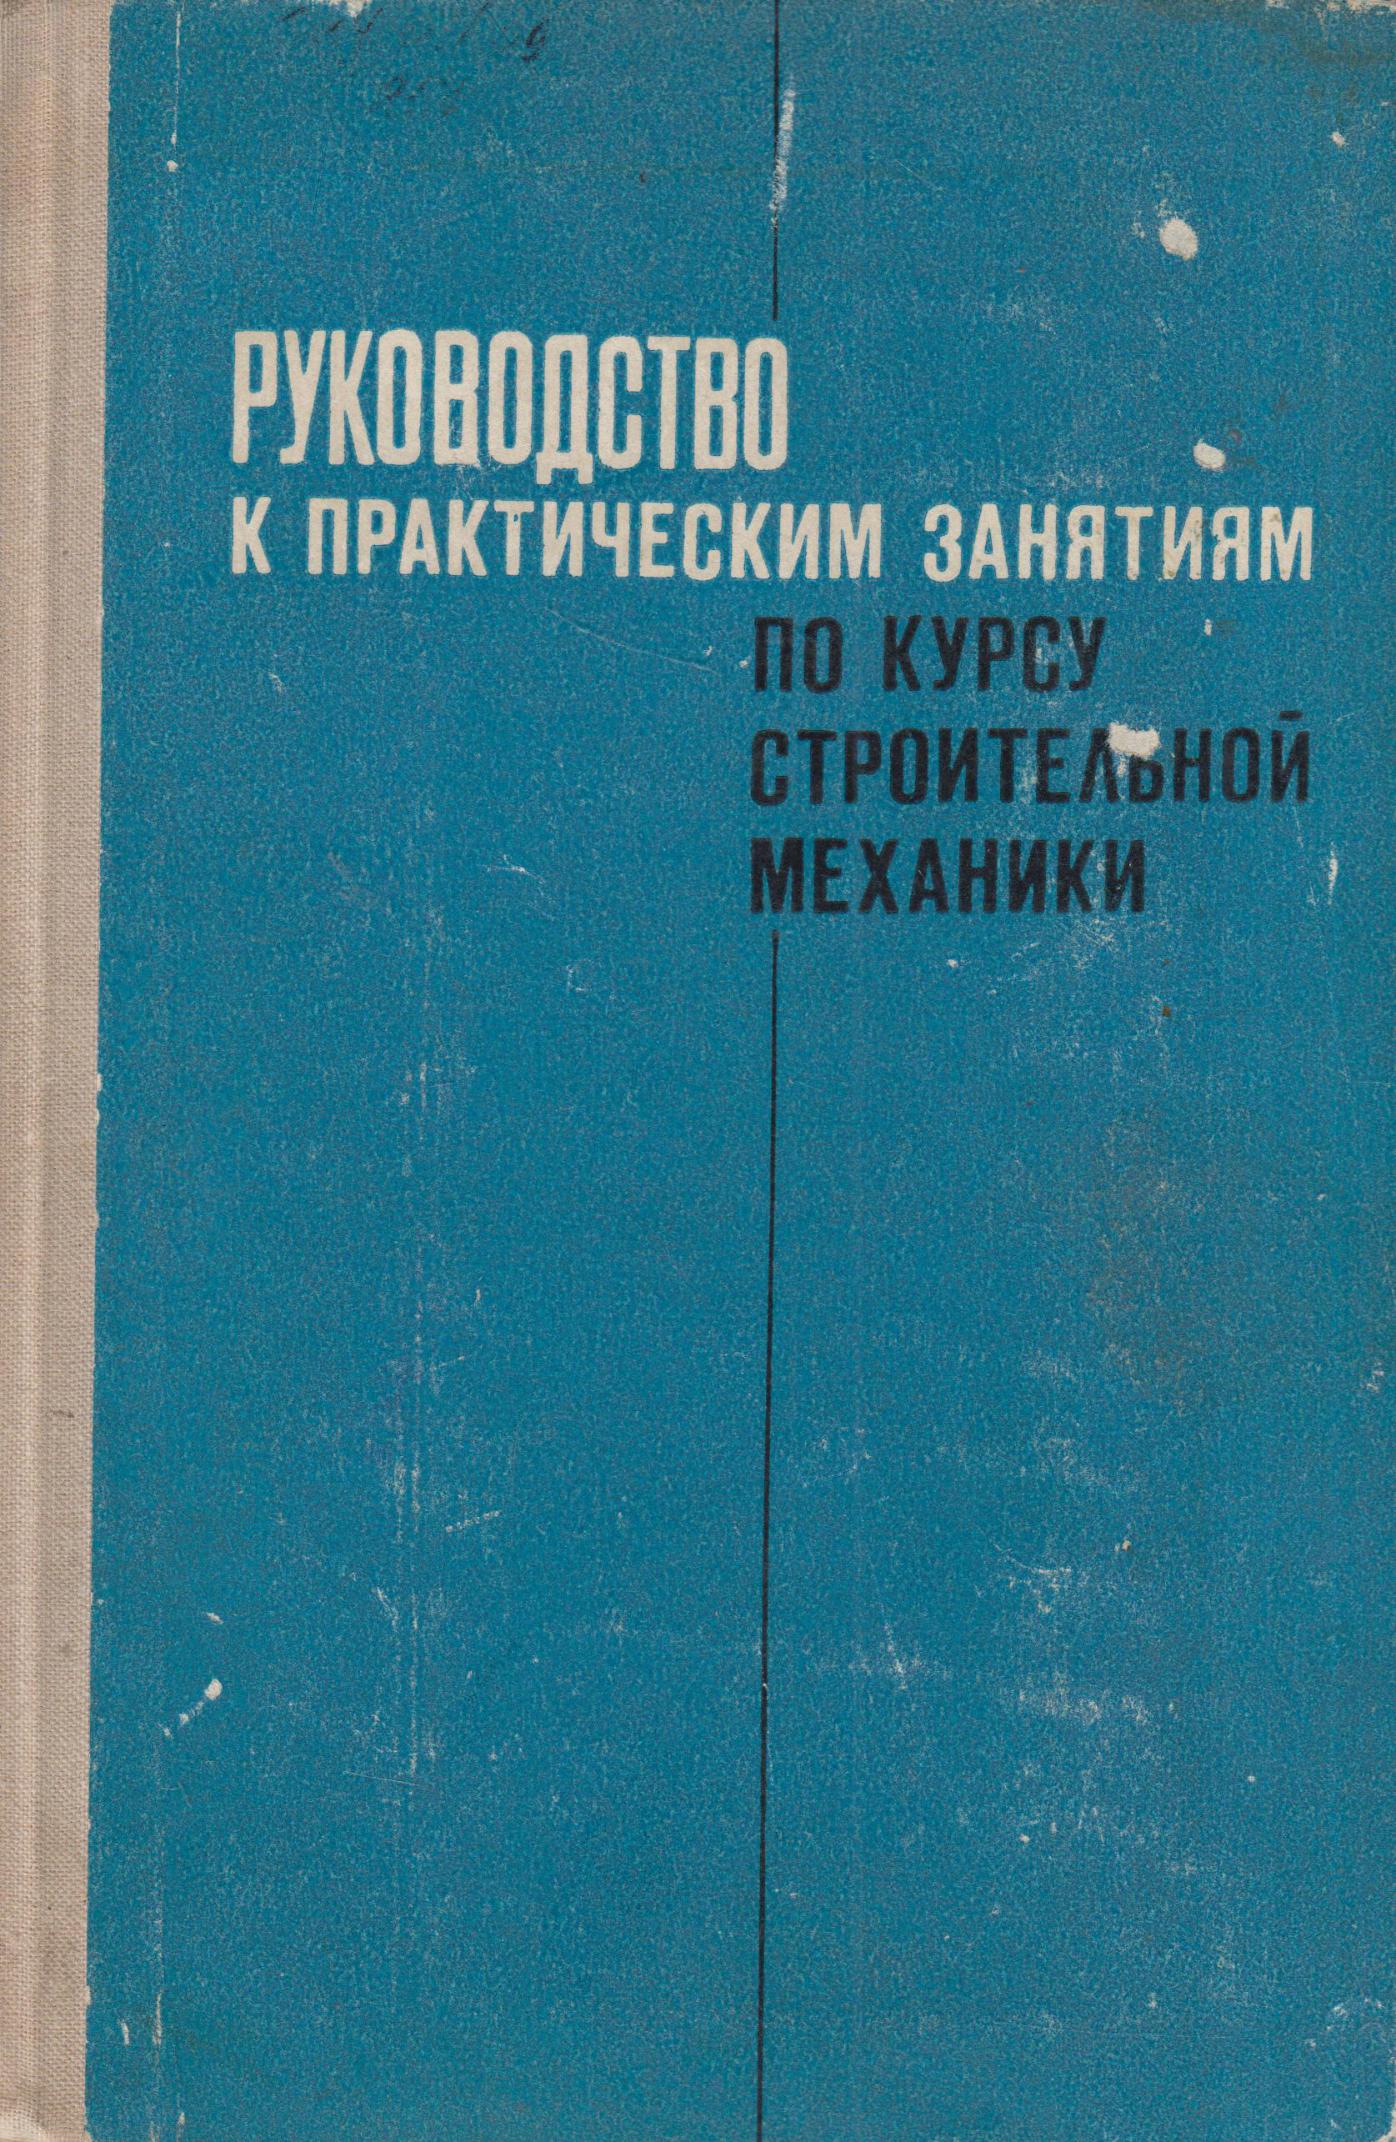 РУКОВОДСТВО
К ПРАКТИЧЕСКИМ ЗАНЯТИЯМ
ПО КУРСУ
СТРОИТЕЛЬНОЙ
МЕХАНИКИ